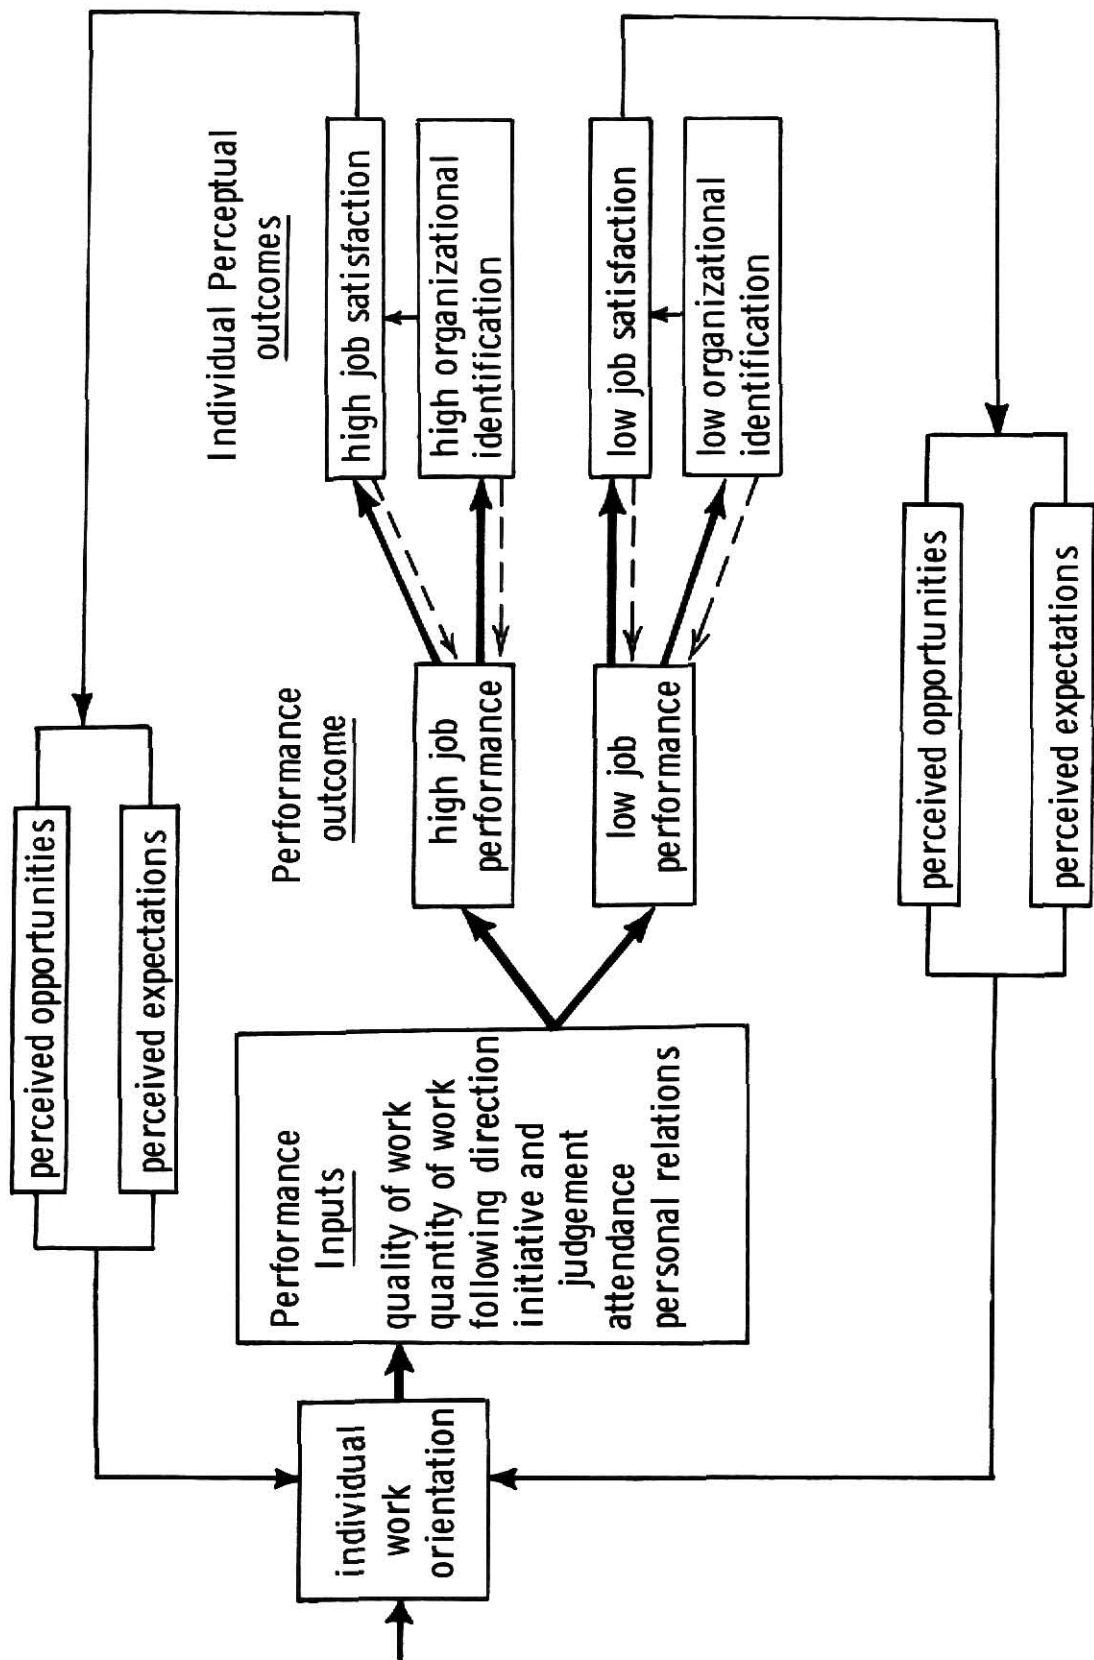 perceived opportunities
perceived expectations
individual
work
orientation
Performance
Inputs
quality of work
quantity of work
following direction
initiative and
judgement
attendance
personal relations
Performance
outcome
high job
performance
low job
performance
Individual Perceptual
outcomes
high job satisfaction
high organizational
identification
low job satisfaction
low organizational
identification
perceived opportunities
perceived expectations